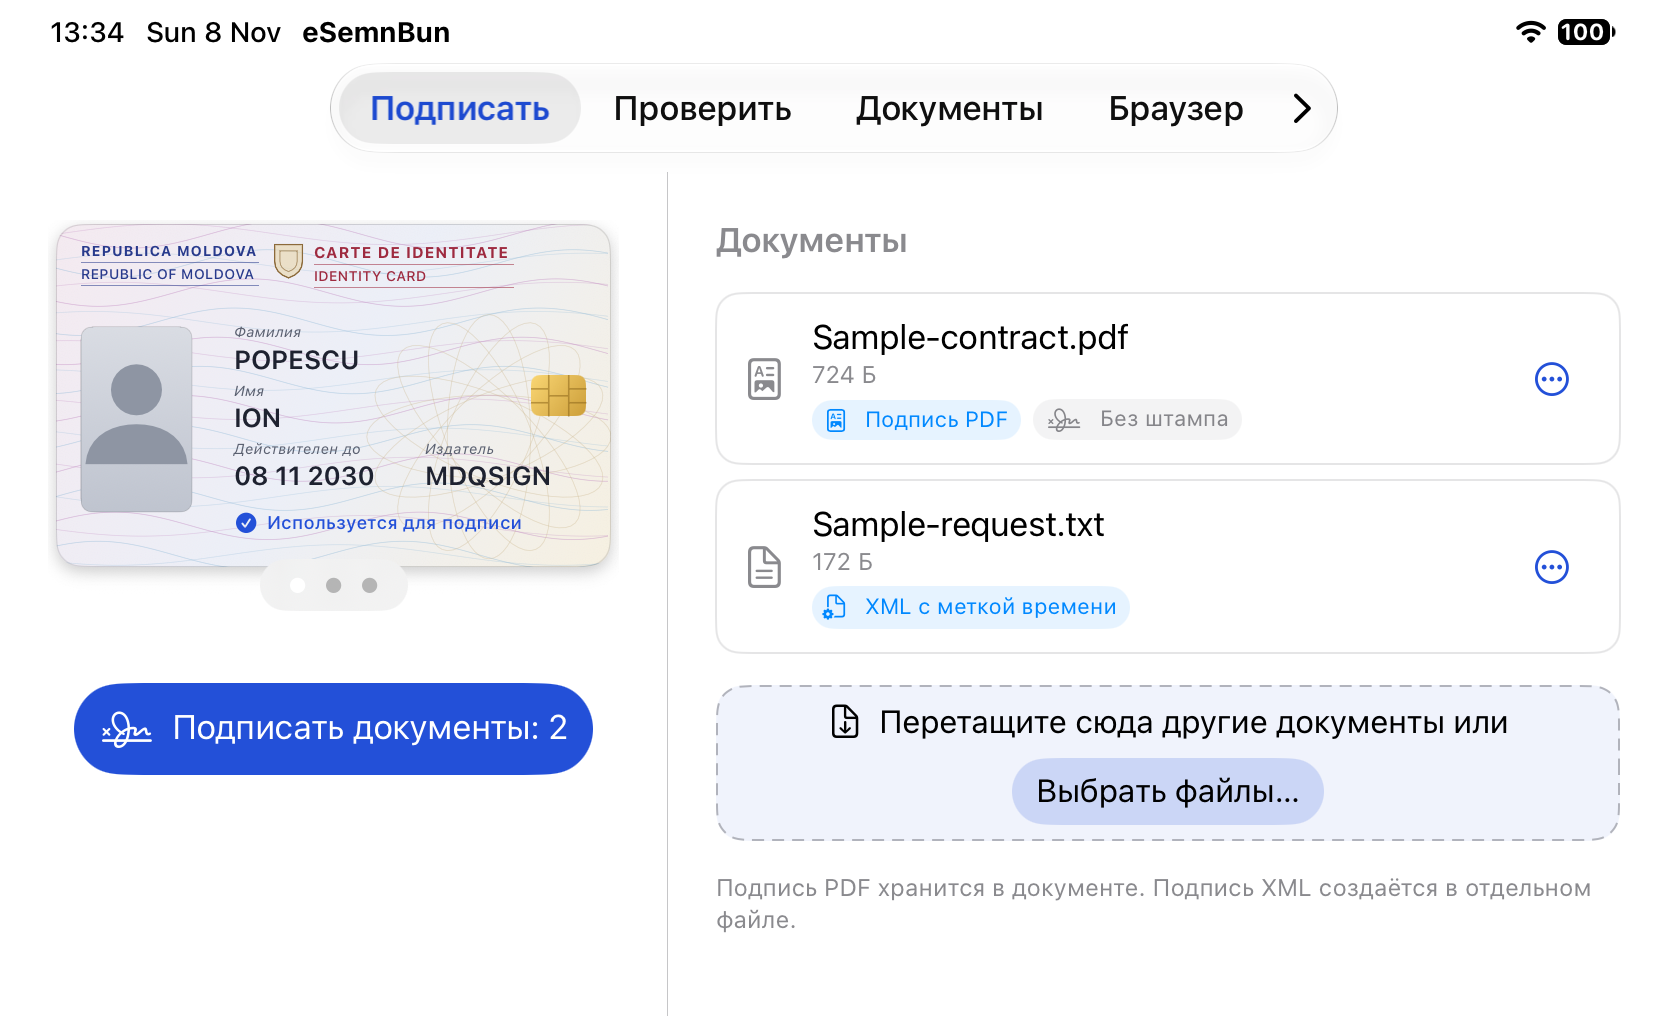 13:34 Sun 8 Nov eSemnBun
100
Подписать Проверить Документы Браузер
REPUBLICA MOLDOVA
REPUBLIC OF MOLDOVA
CARTE DE IDENTITATE
IDENTITY CARD
Фамилия
POPESCU
Имя
ION
Действителен до
08 11 2030
Издатель
MDQSIGN
Используется для подписи
Подписать документы: 2
Документы
Sample-contract.pdf
724 Б
Подпись PDF
Без штампа
Sample-request.txt
172 Б
XML с меткой времени
Перетащите сюда другие документы или
Выбрать файлы...
Подпись PDF хранится в документе. Подпись XML создаётся в отдельном
файле.